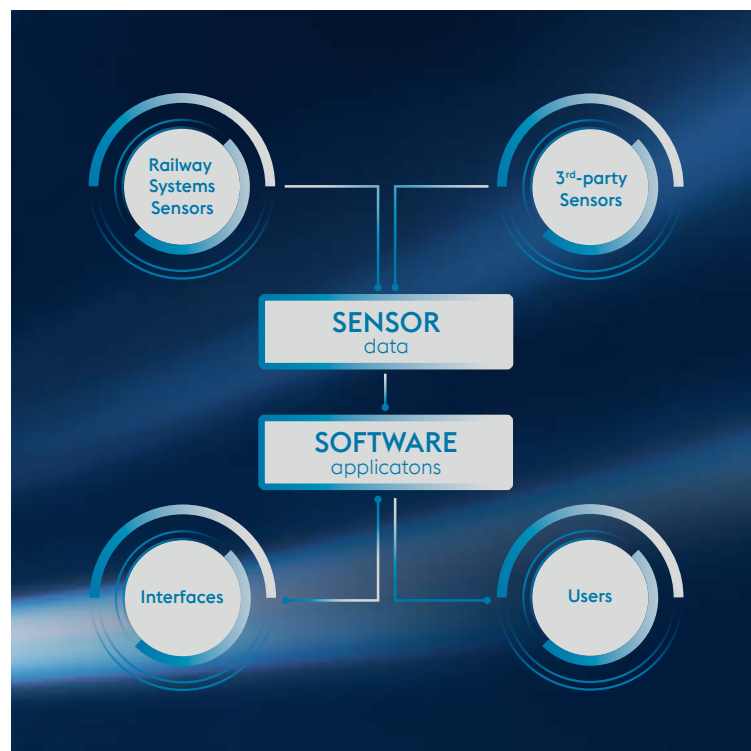 Railway
Systems
Sensors
3rd-party
Sensors
SENSOR
data
SOFTWARE
applicatons
Interfaces
Users